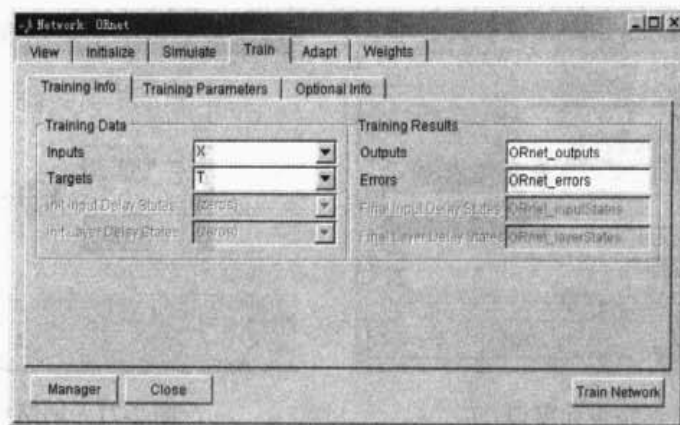 Network: ORnet
View Initialize Simulate Train Adapt Weights
Training Info Training Parameters Optional Info
Training Data
Inputs X
Targets T
Init Input Delay States (zeros)
Init Layer Delay States (zeros)
Training Results
Outputs ORnet_outputs
Errors ORnet_errors
Final Input Delay States ORnet_inputStates
Final Layer Delay States ORnet_layerStates
Manager Close Train Network